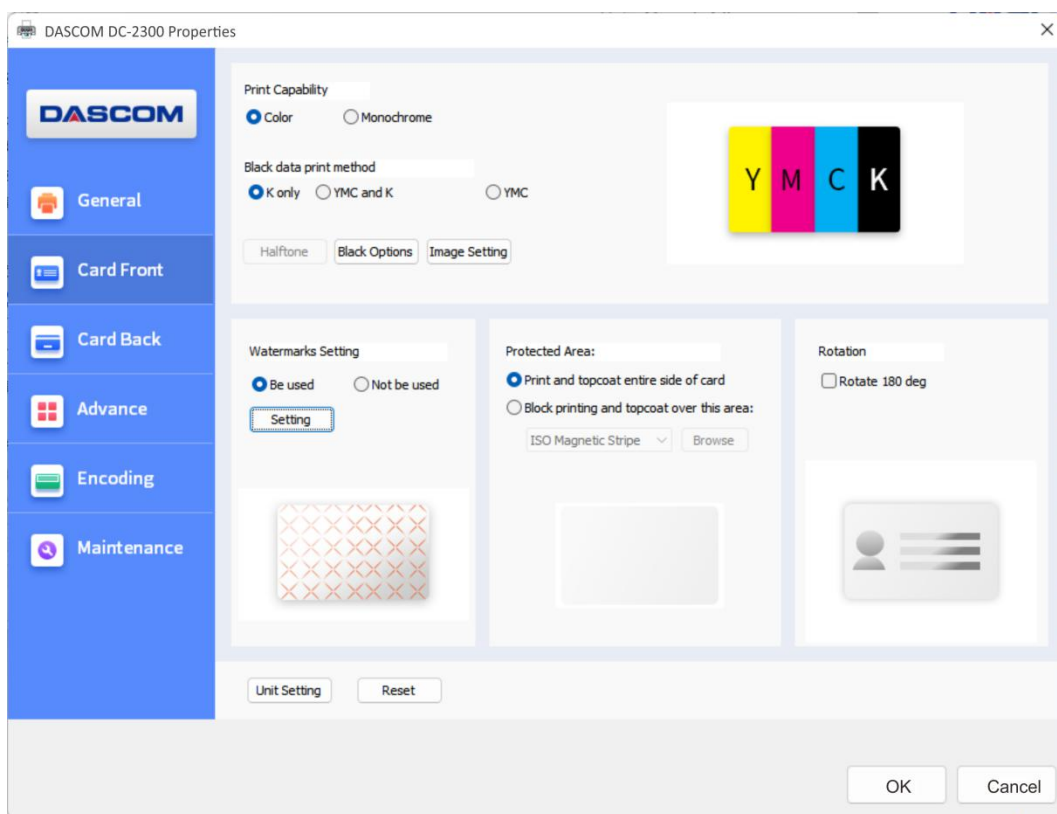 DASCOM DC-2300 Properties
DASCOM
General
Card Front
Card Back
Advance
Encoding
Maintenance
Print Capability
Color Monochrome
Black data print method
K only YMC and K YMC
Halftone Black Options Image Setting
Y M C K
Watermarks Setting
Be used Not be used
Setting
Protected Area:
Print and topcoat entire side of card
Block printing and topcoat over this area:
ISO Magnetic Stripe Browse
Rotation
Rotate 180 deg
Unit Setting Reset
OK Cancel